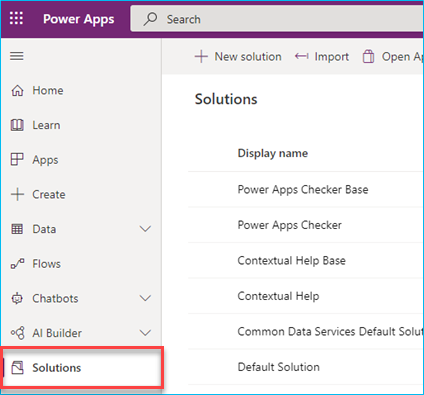 Power Apps
Search
Home
Learn
Apps
Create
Data
Flows
Chatbots
AI Builder
Solutions
New solution
Import
Open
Solutions
Display name
Power Apps Checker Base
Power Apps Checker
Contextual Help Base
Contextual Help
Common Data Services Default
Default Solution